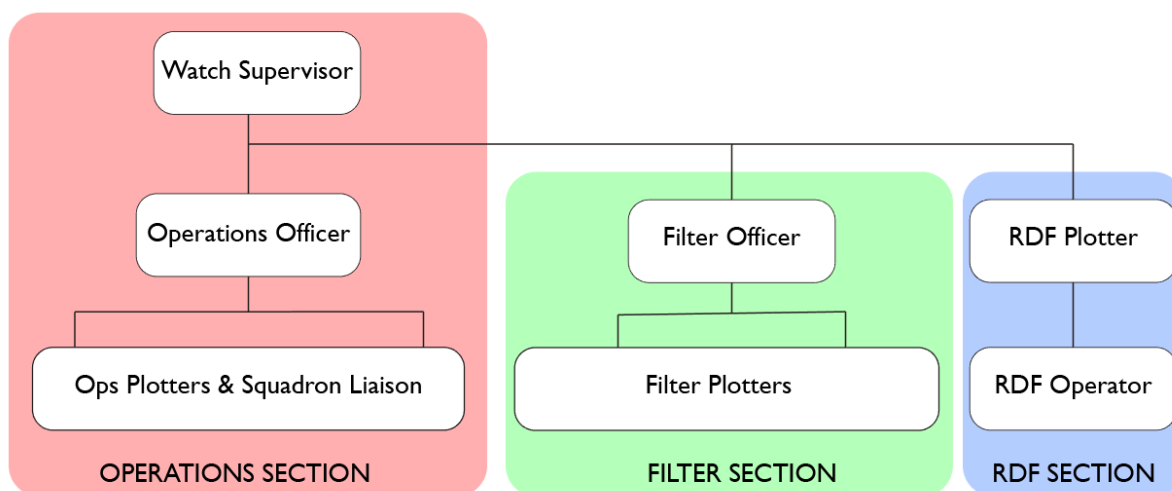 Watch Supervisor
Operations Officer
Filter Officer
RDF Plotter
Ops Plotters & Squadron Liaison
Filter Plotters
RDF Operator
OPERATIONS SECTION
FILTER SECTION
RDF SECTION